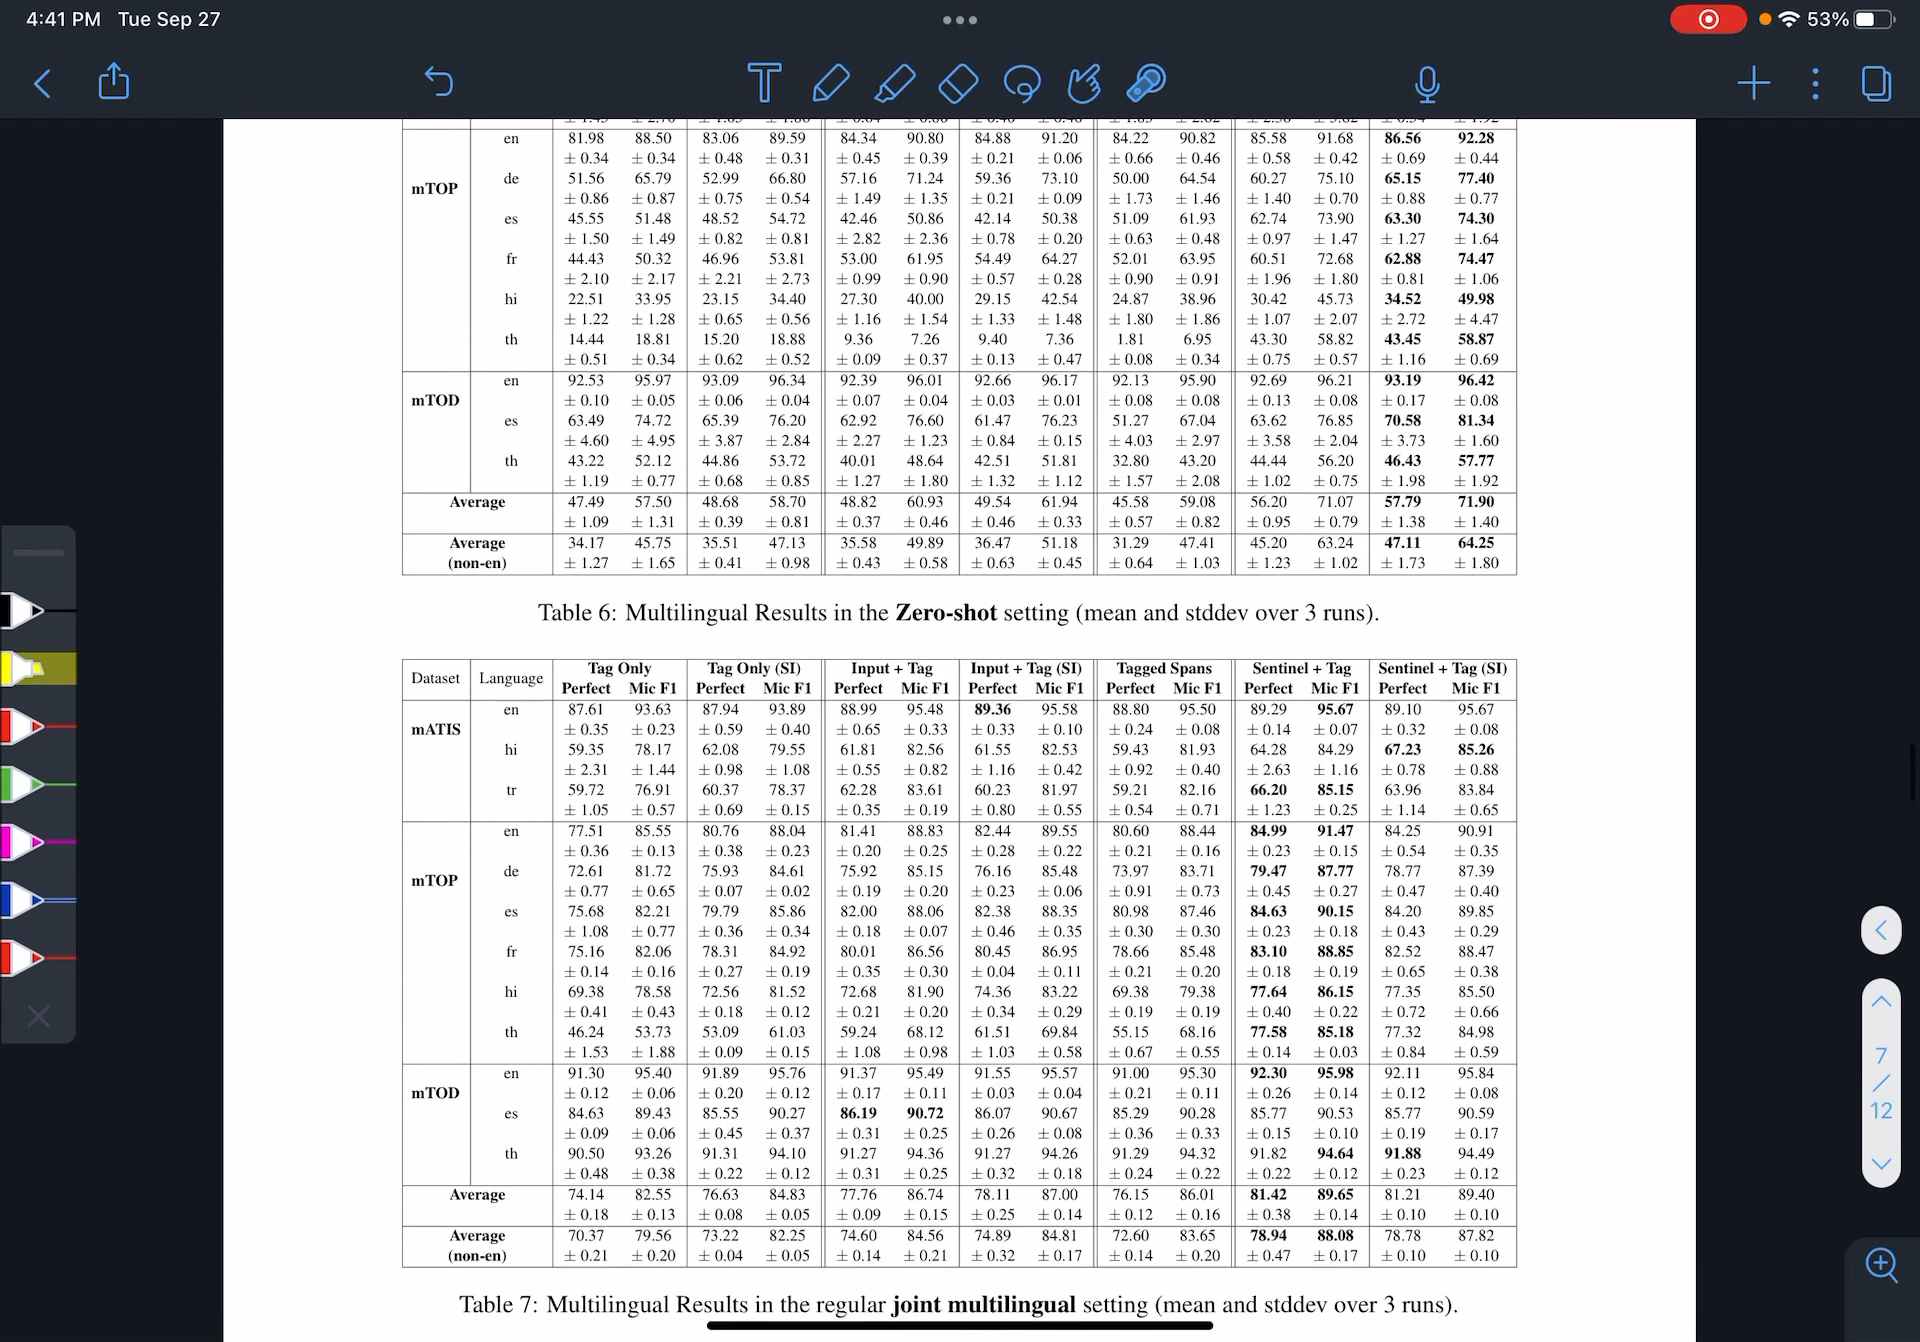 4:41 PM Tue Sep 27
53%
en 81.98 88.50 83.06 89.59 84.34 90.80 84.88 91.20 84.22 90.82 85.58 91.68 86.56 92.28
± 0.34 ± 0.34 ± 0.48 ± 0.31 ± 0.45 ± 0.39 ± 0.21 ± 0.06 ± 0.66 ± 0.46 ± 0.58 ± 0.42 ± 0.69 ± 0.44
mTOP de 51.56 65.79 52.99 66.80 57.16 71.24 59.36 73.10 50.00 64.54 60.27 75.10 65.15 77.40
± 0.86 ± 0.87 ± 0.75 ± 0.54 ± 1.49 ± 1.35 ± 0.21 ± 0.09 ± 1.73 ± 1.46 ± 1.40 ± 0.70 ± 0.88 ± 0.77
es 45.55 51.48 48.52 54.72 42.46 50.86 42.14 50.38 51.09 61.93 62.74 73.90 63.30 74.30
± 1.50 ± 1.49 ± 0.82 ± 0.81 ± 2.82 ± 2.36 ± 0.78 ± 0.20 ± 0.63 ± 0.48 ± 0.97 ± 1.47 ± 1.27 ± 1.64
fr 44.43 50.32 46.96 53.81 53.00 61.95 54.49 64.27 52.01 63.95 60.51 72.68 62.88 74.47
± 2.10 ± 2.17 ± 2.21 ± 2.73 ± 0.99 ± 0.90 ± 0.57 ± 0.28 ± 0.90 ± 0.91 ± 1.96 ± 1.80 ± 0.81 ± 1.06
hi 22.51 33.95 23.15 34.40 27.30 40.00 29.15 42.54 24.87 38.96 30.42 45.73 34.52 49.98
± 1.22 ± 1.28 ± 0.65 ± 0.56 ± 1.16 ± 1.54 ± 1.33 ± 1.48 ± 1.80 ± 1.86 ± 1.07 ± 2.07 ± 2.72 ± 4.47
th 14.44 18.81 15.20 18.88 9.36 7.26 9.40 7.36 1.81 6.95 43.30 58.82 43.45 58.87
± 0.51 ± 0.34 ± 0.62 ± 0.52 ± 0.09 ± 0.37 ± 0.13 ± 0.47 ± 0.08 ± 0.34 ± 0.75 ± 0.57 ± 1.16 ± 0.69
en 92.53 95.97 93.09 96.34 92.39 96.01 92.66 96.17 92.13 95.90 92.69 96.21 93.19 96.42
mTOD ± 0.10 ± 0.05 ± 0.06 ± 0.04 ± 0.07 ± 0.04 ± 0.03 ± 0.01 ± 0.08 ± 0.08 ± 0.13 ± 0.08 ± 0.17 ± 0.08
es 63.49 74.72 65.39 76.20 62.92 76.60 61.47 76.23 51.27 67.04 63.62 76.85 70.58 81.34
± 4.60 ± 4.95 ± 3.87 ± 2.84 ± 2.27 ± 1.23 ± 0.84 ± 0.15 ± 4.03 ± 2.97 ± 3.58 ± 2.04 ± 3.73 ± 1.60
th 43.22 52.12 44.86 53.72 40.01 48.64 42.51 51.81 32.80 43.20 44.44 56.20 46.43 57.77
± 1.19 ± 0.77 ± 0.68 ± 0.85 ± 1.27 ± 1.80 ± 1.32 ± 1.12 ± 1.57 ± 2.08 ± 1.02 ± 0.75 ± 1.98 ± 1.92
Average 47.49 57.50 48.68 58.70 48.82 60.93 49.54 61.94 45.58 59.08 56.20 71.07 57.79 71.90
± 1.09 ± 1.31 ± 0.39 ± 0.81 ± 0.37 ± 0.46 ± 0.46 ± 0.33 ± 0.57 ± 0.82 ± 0.95 ± 0.79 ± 1.38 ± 1.40
Average 34.17 45.75 35.51 47.13 35.58 49.89 36.47 51.18 31.29 47.41 45.20 63.24 47.11 64.25
(non-en) ± 1.27 ± 1.65 ± 0.41 ± 0.98 ± 0.43 ± 0.58 ± 0.63 ± 0.45 ± 0.64 ± 1.03 ± 1.23 ± 1.02 ± 1.73 ± 1.80
Table 6: Multilingual Results in the Zero-shot setting (mean and stddev over 3 runs).
Dataset Language Tag Only Tag Only (SI) Input + Tag Input + Tag (SI) Tagged Spans Sentinel + Tag Sentinel + Tag (SI)
Perfect Mic F1 Perfect Mic F1 Perfect Mic F1 Perfect Mic F1 Perfect Mic F1 Perfect Mic F1 Perfect Mic F1
en 87.61 93.63 87.94 93.89 88.99 95.48 89.36 95.58 88.80 95.50 89.29 95.67 89.10 95.67
mATIS ± 0.35 ± 0.23 ± 0.59 ± 0.40 ± 0.65 ± 0.33 ± 0.33 ± 0.10 ± 0.24 ± 0.08 ± 0.14 ± 0.07 ± 0.32 ± 0.08
hi 59.35 78.17 62.08 79.55 61.81 82.56 61.55 82.53 59.43 81.93 64.28 84.29 67.23 85.26
± 2.31 ± 1.44 ± 0.98 ± 1.08 ± 0.55 ± 0.82 ± 1.16 ± 0.42 ± 0.92 ± 0.40 ± 2.63 ± 1.16 ± 0.78 ± 0.88
tr 59.72 76.91 60.37 78.37 62.28 83.61 60.23 81.97 59.21 82.16 66.20 85.15 63.96 83.84
± 1.05 ± 0.57 ± 0.69 ± 0.15 ± 0.35 ± 0.19 ± 0.80 ± 0.55 ± 0.54 ± 0.71 ± 1.23 ± 0.25 ± 1.14 ± 0.65
en 77.51 85.55 80.76 88.04 81.41 88.83 82.44 89.55 80.60 88.44 84.99 91.47 84.25 90.91
± 0.36 ± 0.13 ± 0.38 ± 0.23 ± 0.20 ± 0.25 ± 0.28 ± 0.22 ± 0.21 ± 0.16 ± 0.23 ± 0.15 ± 0.54 ± 0.35
mTOP de 72.61 81.72 75.93 84.61 75.92 85.15 76.16 85.48 73.97 83.71 79.47 87.77 78.77 87.39
± 0.77 ± 0.65 ± 0.07 ± 0.02 ± 0.19 ± 0.20 ± 0.23 ± 0.06 ± 0.91 ± 0.73 ± 0.45 ± 0.27 ± 0.47 ± 0.40
es 75.68 82.21 79.79 85.86 82.00 88.06 82.38 88.35 80.98 87.46 84.63 90.15 84.20 89.85
± 1.08 ± 0.77 ± 0.36 ± 0.34 ± 0.18 ± 0.07 ± 0.46 ± 0.35 ± 0.30 ± 0.30 ± 0.23 ± 0.18 ± 0.43 ± 0.29
fr 75.16 82.06 78.31 84.92 80.01 86.56 80.45 86.95 78.66 85.48 83.10 88.85 82.52 88.47
± 0.14 ± 0.16 ± 0.27 ± 0.19 ± 0.35 ± 0.30 ± 0.04 ± 0.11 ± 0.21 ± 0.20 ± 0.18 ± 0.19 ± 0.65 ± 0.38
hi 69.38 78.58 72.56 81.52 72.68 81.90 74.36 83.22 69.38 79.38 77.64 86.15 77.35 85.50
± 0.41 ± 0.43 ± 0.18 ± 0.12 ± 0.21 ± 0.20 ± 0.34 ± 0.29 ± 0.19 ± 0.19 ± 0.40 ± 0.22 ± 0.72 ± 0.66
th 46.24 53.73 53.09 61.03 59.24 68.12 61.51 69.84 55.15 68.16 77.58 85.18 77.32 84.98
± 1.53 ± 1.88 ± 0.09 ± 0.15 ± 1.08 ± 0.98 ± 1.03 ± 0.58 ± 0.67 ± 0.55 ± 0.14 ± 0.03 ± 0.84 ± 0.59
en 91.30 95.40 91.89 95.76 91.37 95.49 91.55 95.57 91.00 95.30 92.30 95.98 92.11 95.84
mTOD ± 0.12 ± 0.06 ± 0.20 ± 0.12 ± 0.17 ± 0.11 ± 0.03 ± 0.04 ± 0.21 ± 0.11 ± 0.26 ± 0.14 ± 0.12 ± 0.08
es 84.63 89.43 85.55 90.27 86.19 90.72 86.07 90.67 85.29 90.28 85.77 90.53 85.77 90.59
± 0.09 ± 0.06 ± 0.45 ± 0.37 ± 0.31 ± 0.25 ± 0.26 ± 0.08 ± 0.36 ± 0.33 ± 0.15 ± 0.10 ± 0.19 ± 0.17
th 90.50 93.26 91.31 94.10 91.27 94.36 91.27 94.26 91.29 94.32 91.82 94.64 91.88 94.49
± 0.48 ± 0.38 ± 0.22 ± 0.12 ± 0.31 ± 0.25 ± 0.32 ± 0.18 ± 0.24 ± 0.22 ± 0.22 ± 0.12 ± 0.23 ± 0.12
Average 74.14 82.55 76.63 84.83 77.76 86.74 78.11 87.00 76.15 86.01 81.42 89.65 81.21 89.40
± 0.18 ± 0.13 ± 0.08 ± 0.05 ± 0.09 ± 0.15 ± 0.25 ± 0.14 ± 0.12 ± 0.16 ± 0.38 ± 0.14 ± 0.10 ± 0.10
Average 70.37 79.56 73.22 82.25 74.60 84.56 74.89 84.81 72.60 83.65 78.94 88.08 78.78 87.82
(non-en) ± 0.21 ± 0.20 ± 0.04 ± 0.05 ± 0.14 ± 0.21 ± 0.32 ± 0.17 ± 0.14 ± 0.20 ± 0.47 ± 0.17 ± 0.10 ± 0.10
Table 7: Multilingual Results in the regular joint multilingual setting (mean and stddev over 3 runs).
7
/
12